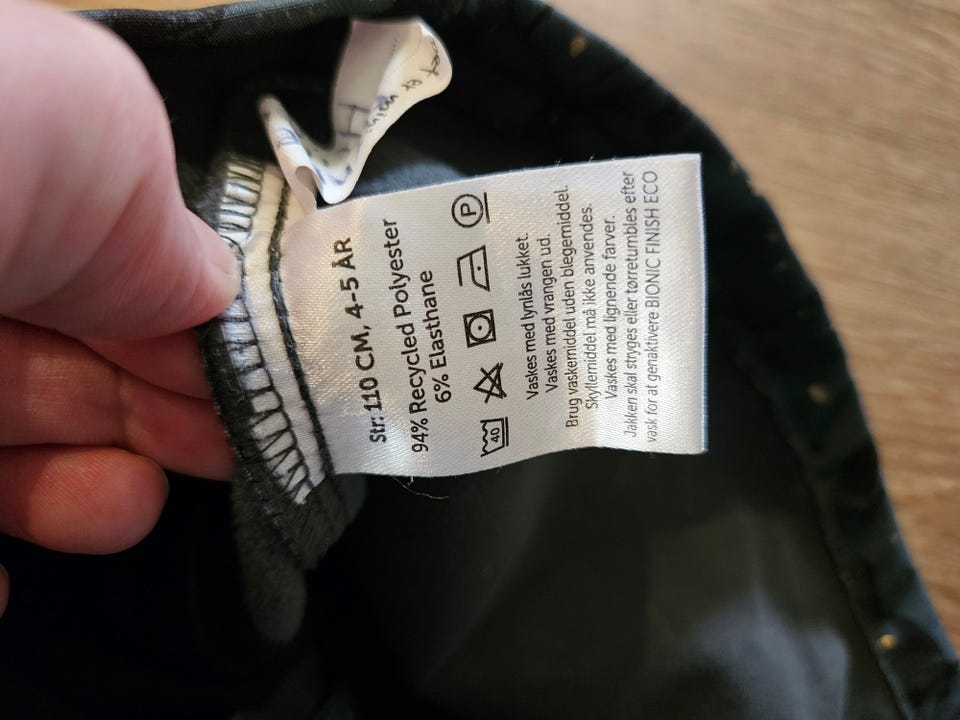 Str: 110 CM, 4-5 ÅR
94% Recycled Polyester
6% Elasthane
40 P
Vaskes med lynlås lukket.
Vaskes med vrangen ud.
Brug vaskemiddel uden blegemiddel.
Skyllemiddel må ikke anvendes.
Vaskes med lignende farver.
Jakken skal stryges eller tørretumbles efter
vask for at genaktivere BIONIC FINISH ECO